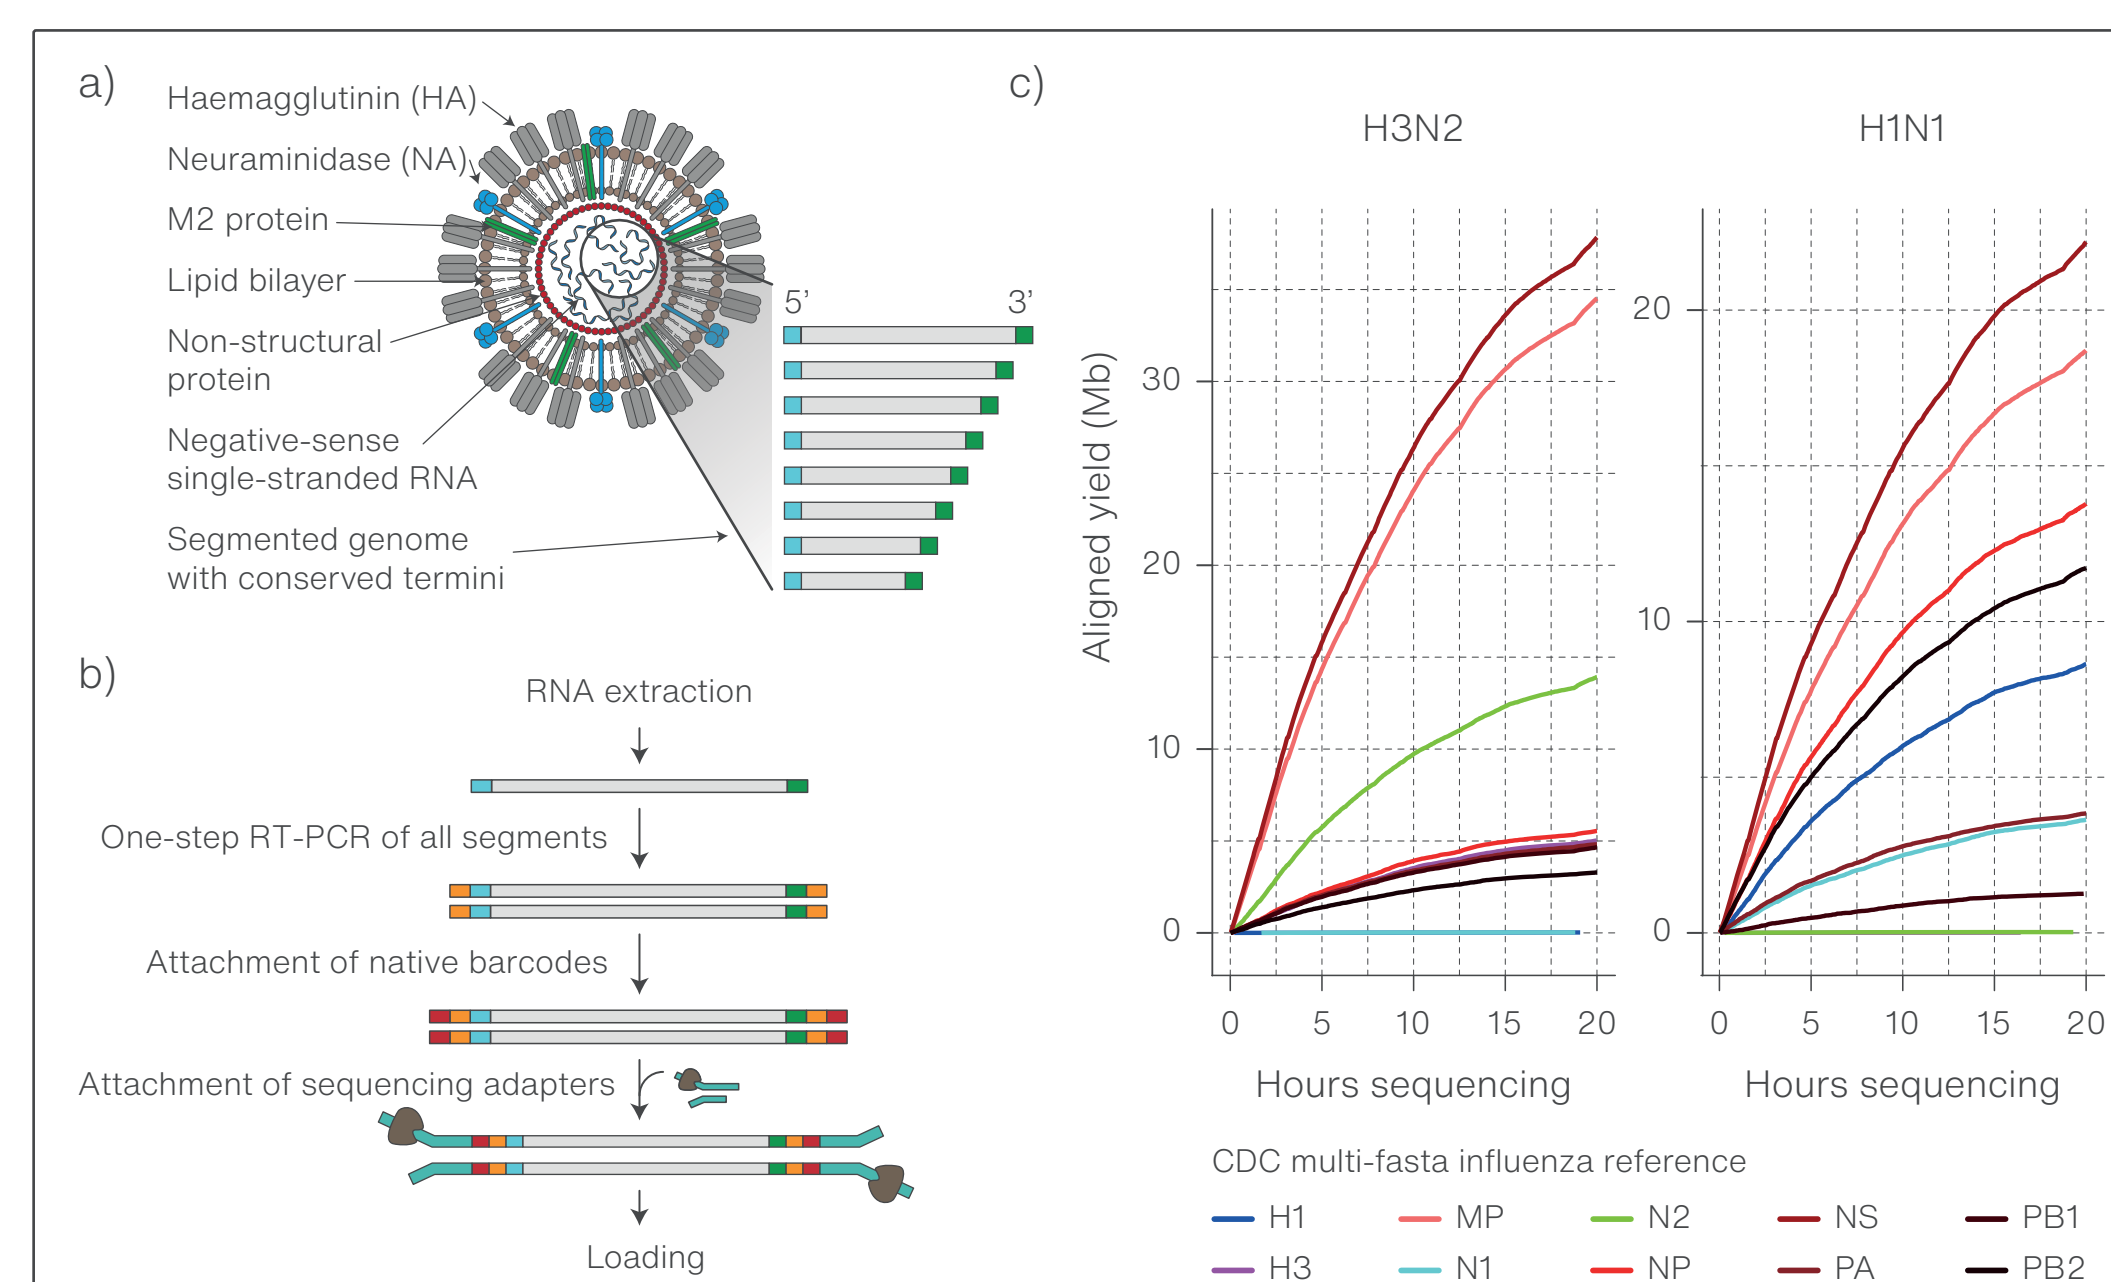 a)
Haemagglutinin (HA)
Neuraminidase (NA)
M2 protein
Lipid bilayer
Non-structural
protein
Negative-sense
single-stranded RNA
Segmented genome
with conserved termini
5’
3’
b)
RNA extraction
One-step RT-PCR of all segments
Attachment of native barcodes
Attachment of sequencing adapters
Loading
c)
H3N2
H1N1
Aligned yield (Mb)
30
20
10
0
0 5 10 15 20
Hours sequencing
20
10
0
0 5 10 15 20
Hours sequencing
CDC multi-fasta influenza reference
H1 MP N2 NS PB1
H3 N1 NP PA PB2